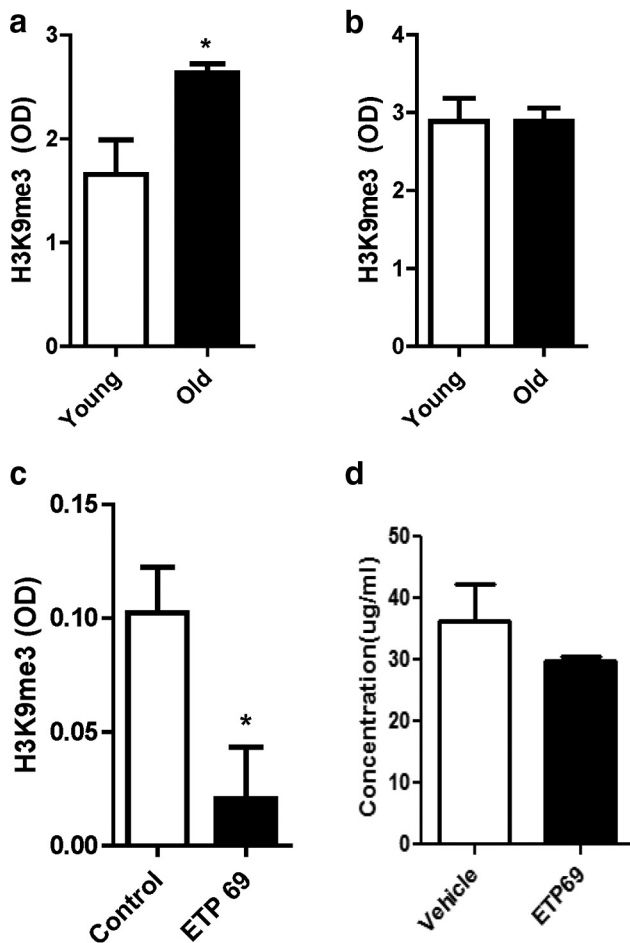 a
H3K9me3 (OD)
3
2
1
0
*
Young
Old
b
H3K9me3 (OD)
4
3
2
1
0
Young
Old
c
H3K9me3 (OD)
0.15
0.10
0.05
0.00
*
Control
ETP 69
d
Concentration(ug/ml)
50
40
30
20
10
0
Vehicle
ETP69